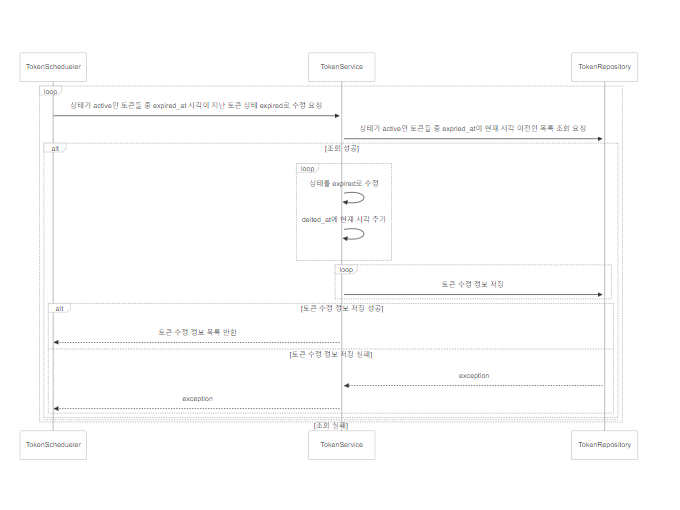 TokenSchedueler
TokenService
TokenRepository
loop
상태가 active인 토큰들 중 expired_at 시각이 지난 토큰 상태 expired로 수정 요싱
상태가 active인 토큰들 중 expried_at이 현재 시각 이전인 목록 조회 요싱
alt
[조회 성공]
loop
상태를 expired로 수정
delted_at에 현재 시각 추가
loop
토큰 수정 정보 저장
alt
[토큰 수정 정보 저장 성공]
토큰 수정 정보 목록 반환
[토큰 수정 정보 저장 실패]
exception
exception
[조회 실패]
TokenSchedueler
TokenService
TokenRepository